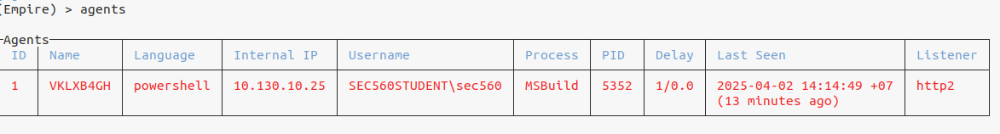 (Empire) > agents
Agents
ID Name Language Internal IP Username Process PID Delay Last Seen Listener
1 VKLXB4GH powershell 10.130.10.25 SEC560STUDENT\sec560 MSBuild 5352 1/0.0 2025-04-02 14:14:49 +07 http2
(13 minutes ago)